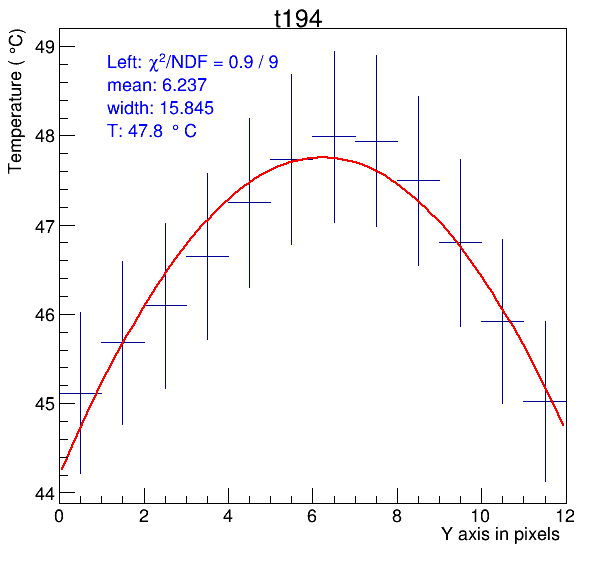 t194
Temperature ( °C)
49
48
47
46
45
44
Left: χ²/NDF = 0.9 / 9
mean: 6.237
width: 15.845
T: 47.8 ° C
0 2 4 6 8 10 12
Y axis in pixels